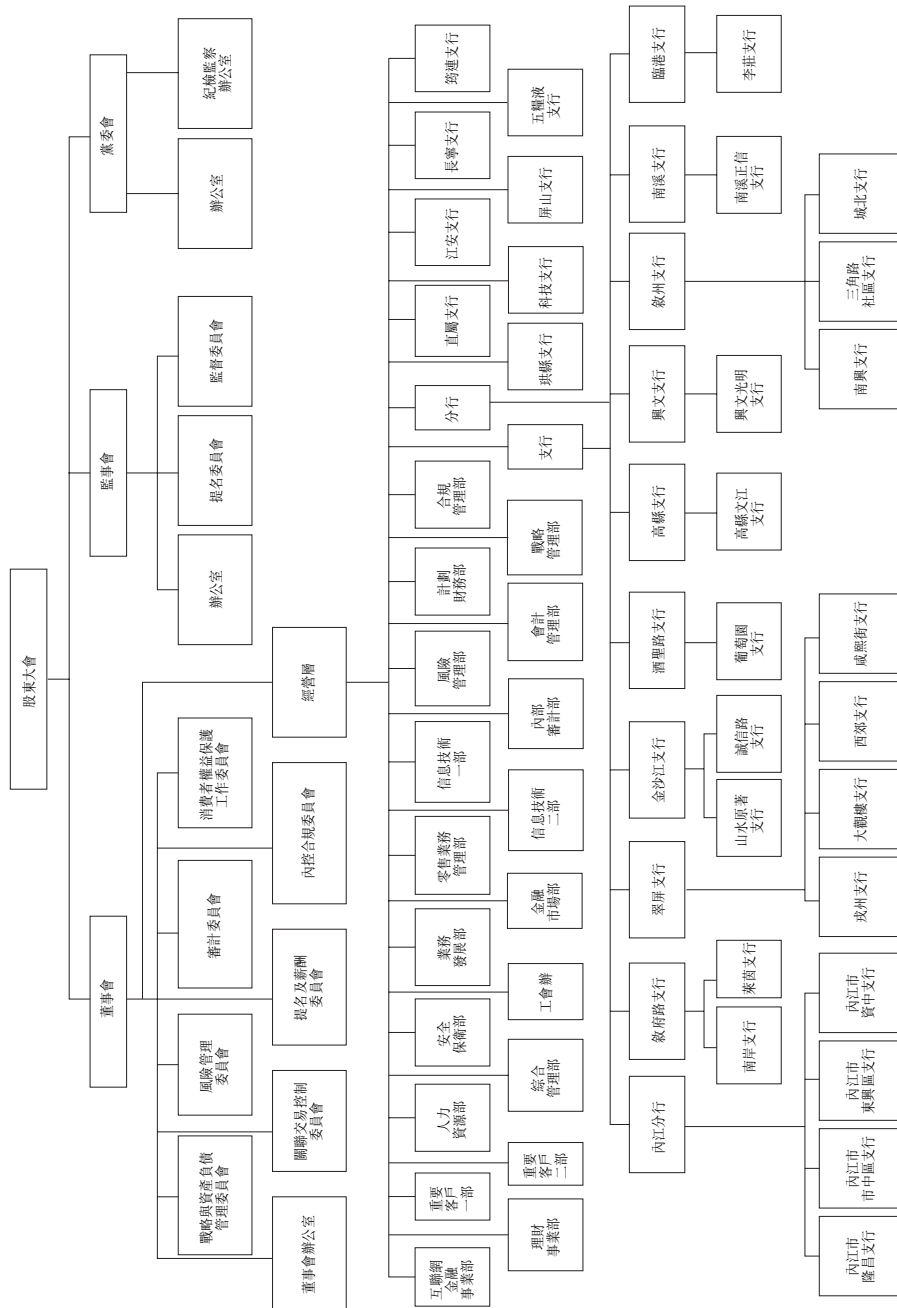 股東大會
董事會
監事會
黨委會
戰略與資產負債
管理委員會
風險管理
委員會
審計委員會
消費者權益保護
工作委員會
辦公室
提名委員會
監督委員會
辦公室
紀檢監察
辦公室
董事會辦公室
關聯交易控制
委員會
提名及薪酬
委員會
內控合規委員會
經營層
互聯網
金融
事業部
重要
客戶
一部
人力
資源部
安全
保衛部
業務
發展部
零售業務
管理部
信息技術
一部
風險
管理部
計劃
財務部
合規
管理部
分行
直屬支行
江安支行
長寧支行
筠連支行
理財
事業部
重要
客戶
二部
綜合
管理部
工會辦
金融
市場部
信息技術
二部
內部
審計部
會計
管理部
戰略
管理部
支行
珙縣支行
科技支行
屏山支行
五糧液
支行
內江分行
敘府路支行
翠屏支行
金沙江支行
酒聖路支行
高縣支行
興文支行
敘州支行
南溪支行
臨港支行
南岸支行
萊茵支行
山水原著
支行
誠信路
支行
葡萄園
支行
高縣文江
支行
興文光明
支行
南溪正信
支行
李莊支行
內江市
隆昌支行
內江市
市中區支行
內江市
東興區支行
內江市
資中支行
戎州支行
大觀樓支行
西郊支行
咸熙街支行
南興支行
三角路
社區支行
城北支行